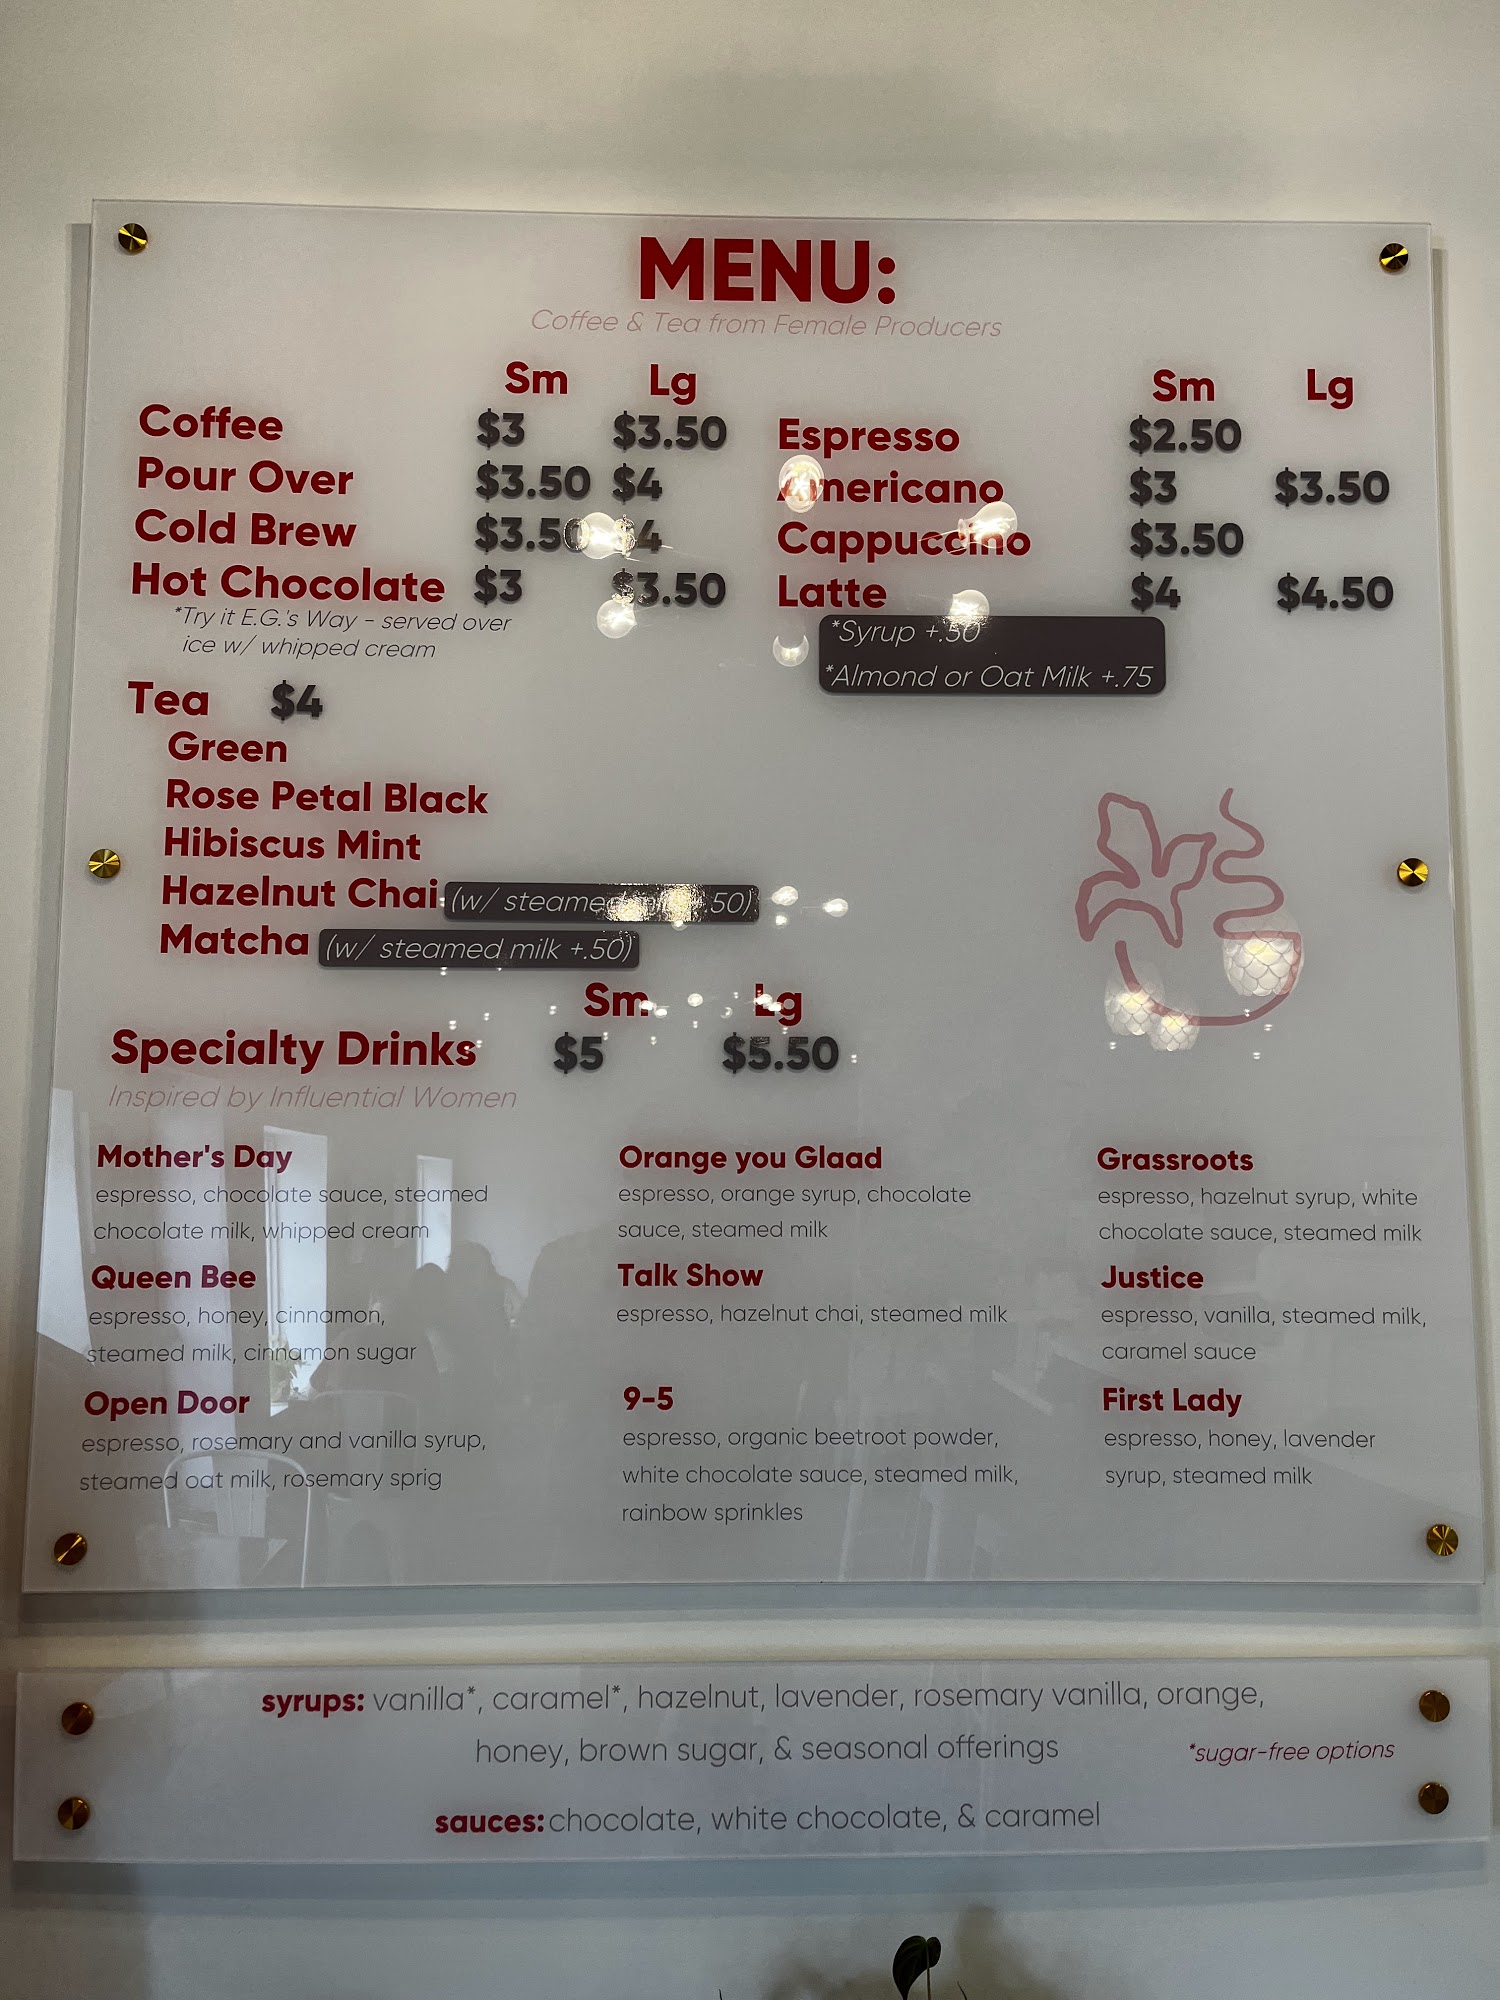 MENU:
Coffee & Tea from Female Producers
Sm Lg
Coffee $3 $3.50
Pour Over $3.50 $4
Cold Brew $3.50 $4
Hot Chocolate $3 $3.50
*Try it E.G.'s Way - served over
ice w/ whipped cream
Sm Lg
Espresso $2.50
Americano $3 $3.50
Cappuccino $3.50
Latte $4 $4.50
*Syrup +.50
*Almond or Oat Milk +.75
Tea $4
Green
Rose Petal Black
Hibiscus Mint
Hazelnut Chai (w/ steamed milk +.50)
Matcha (w/ steamed milk +.50)
Sm Lg
Specialty Drinks $5 $5.50
Inspired by Influential Women
Mother's Day
espresso, chocolate sauce, steamed
chocolate milk, whipped cream
Queen Bee
espresso, honey, cinnamon,
steamed milk, cinnamon sugar
Open Door
espresso, rosemary and vanilla syrup,
steamed oat milk, rosemary sprig
Orange you Glaad
espresso, orange syrup, chocolate
sauce, steamed milk
Talk Show
espresso, hazelnut chai, steamed milk
9-5
espresso, organic beetroot powder,
white chocolate sauce, steamed milk,
rainbow sprinkles
Grassroots
espresso, hazelnut syrup, white
chocolate sauce, steamed milk
Justice
espresso, vanilla, steamed milk,
caramel sauce
First Lady
espresso, honey, lavender
syrup, steamed milk
syrups: vanilla*, caramel*, hazelnut, lavender, rosemary vanilla, orange,
honey, brown sugar, & seasonal offerings
*sugar-free options
sauces: chocolate, white chocolate, & caramel